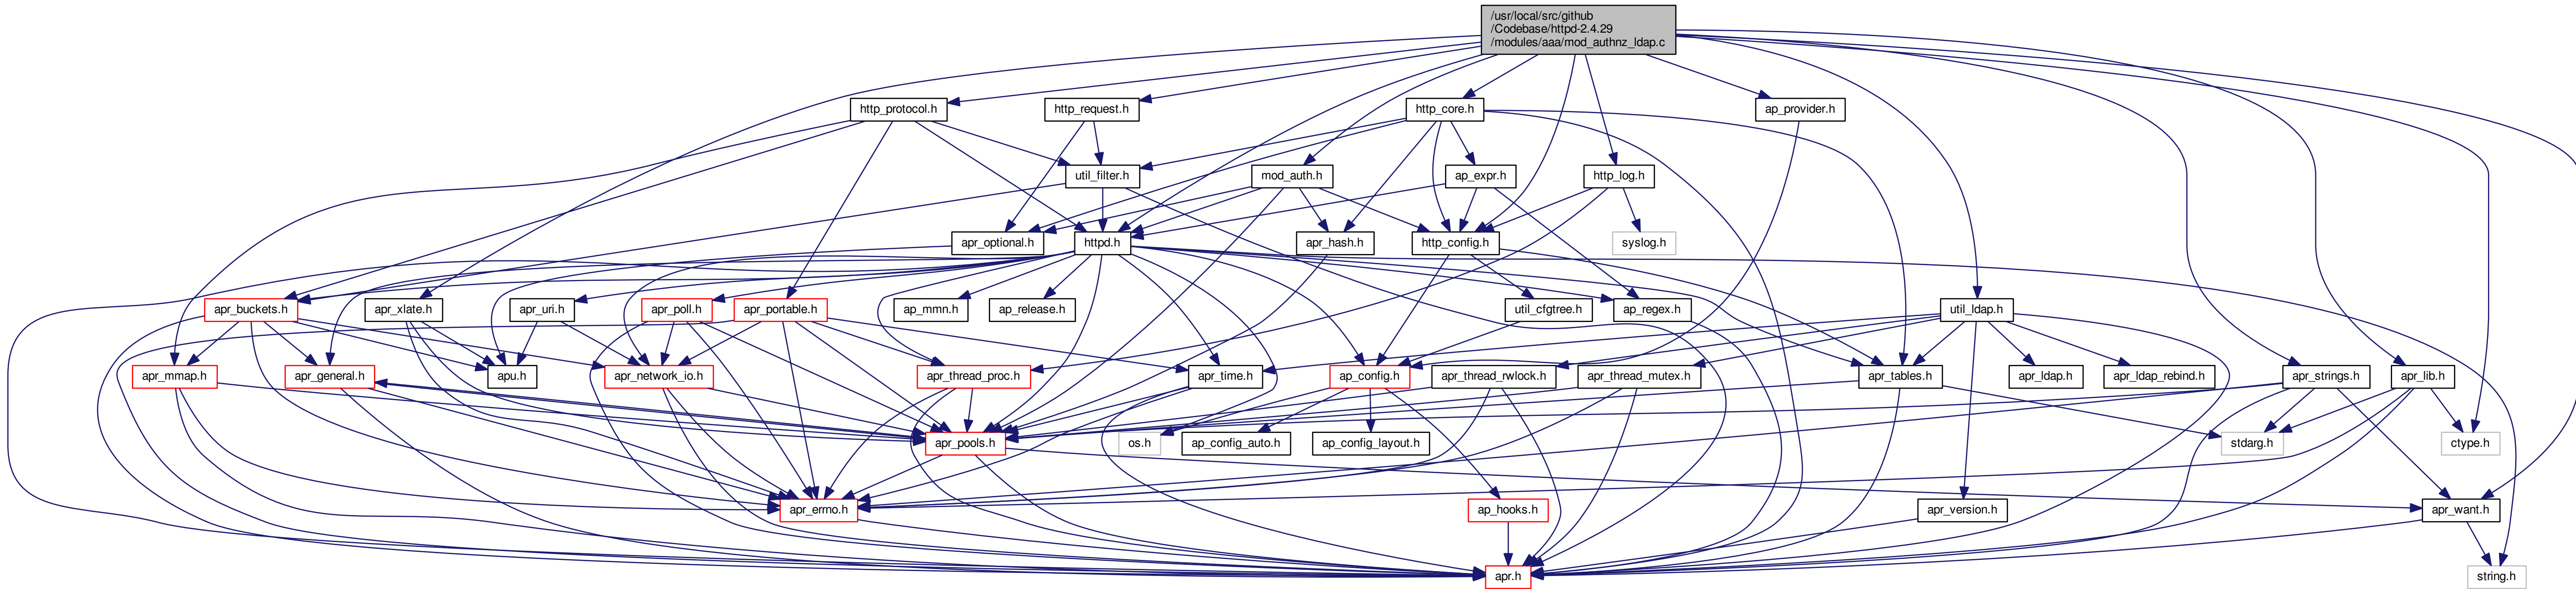 /usr/local/src/github
/Codebase/httpd-2.4.29
/modules/aaa/mod_authnz_ldap.c
http_protocol.h
http_request.h
http_core.h
ap_provider.h
util_filter.h
mod_auth.h
ap_expr.h
http_log.h
apr_optional.h
httpd.h
apr_hash.h
http_config.h
syslog.h
apr_buckets.h
apr_xlate.h
apr_uri.h
apr_poll.h
apr_portable.h
ap_mmn.h
ap_release.h
util_cfgtree.h
ap_regex.h
util_ldap.h
apr_mmap.h
apr_general.h
apu.h
apr_network_io.h
apr_thread_proc.h
apr_time.h
ap_config.h
apr_thread_rwlock.h
apr_thread_mutex.h
apr_tables.h
apr_ldap.h
apr_ldap_rebind.h
apr_strings.h
apr_lib.h
apr_pools.h
os.h
ap_config_auto.h
ap_config_layout.h
stdarg.h
ctype.h
apr_errno.h
ap_hooks.h
apr_version.h
apr_want.h
apr.h
string.h